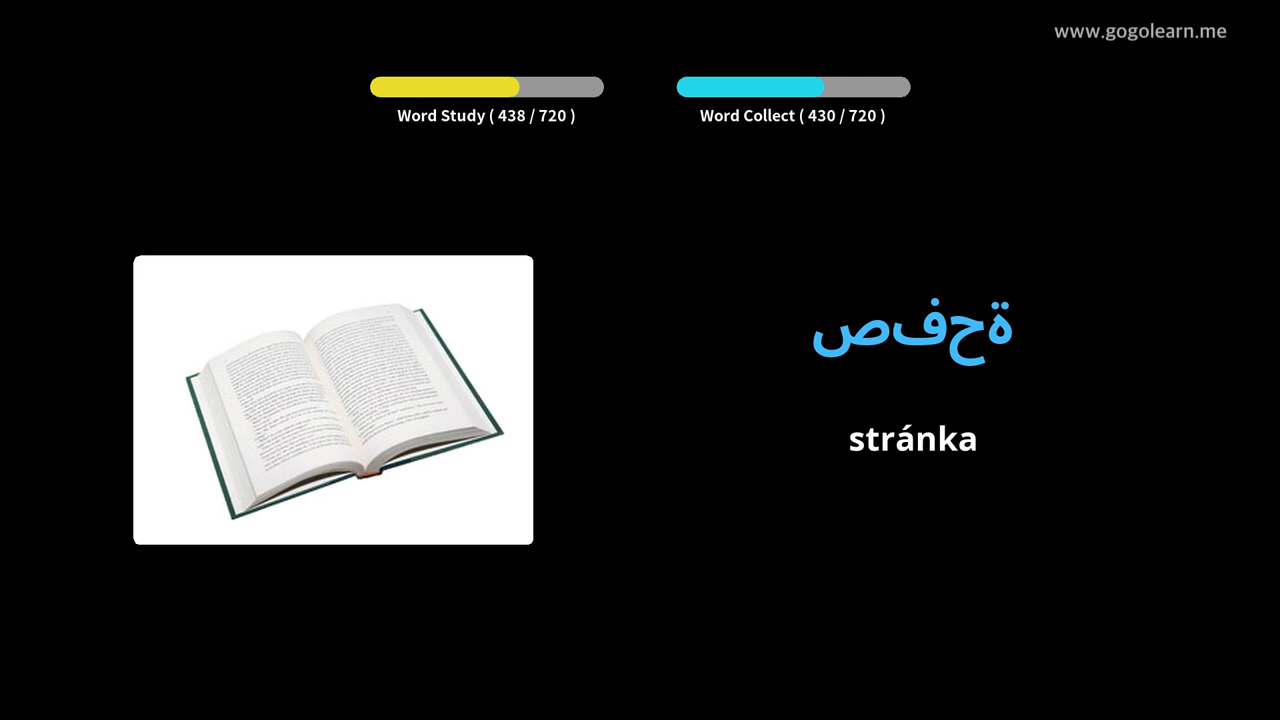 www.gogolearn.me
Word Study ( 438 / 720 )
Word Collect ( 430 / 720 )
صفحة
stránka